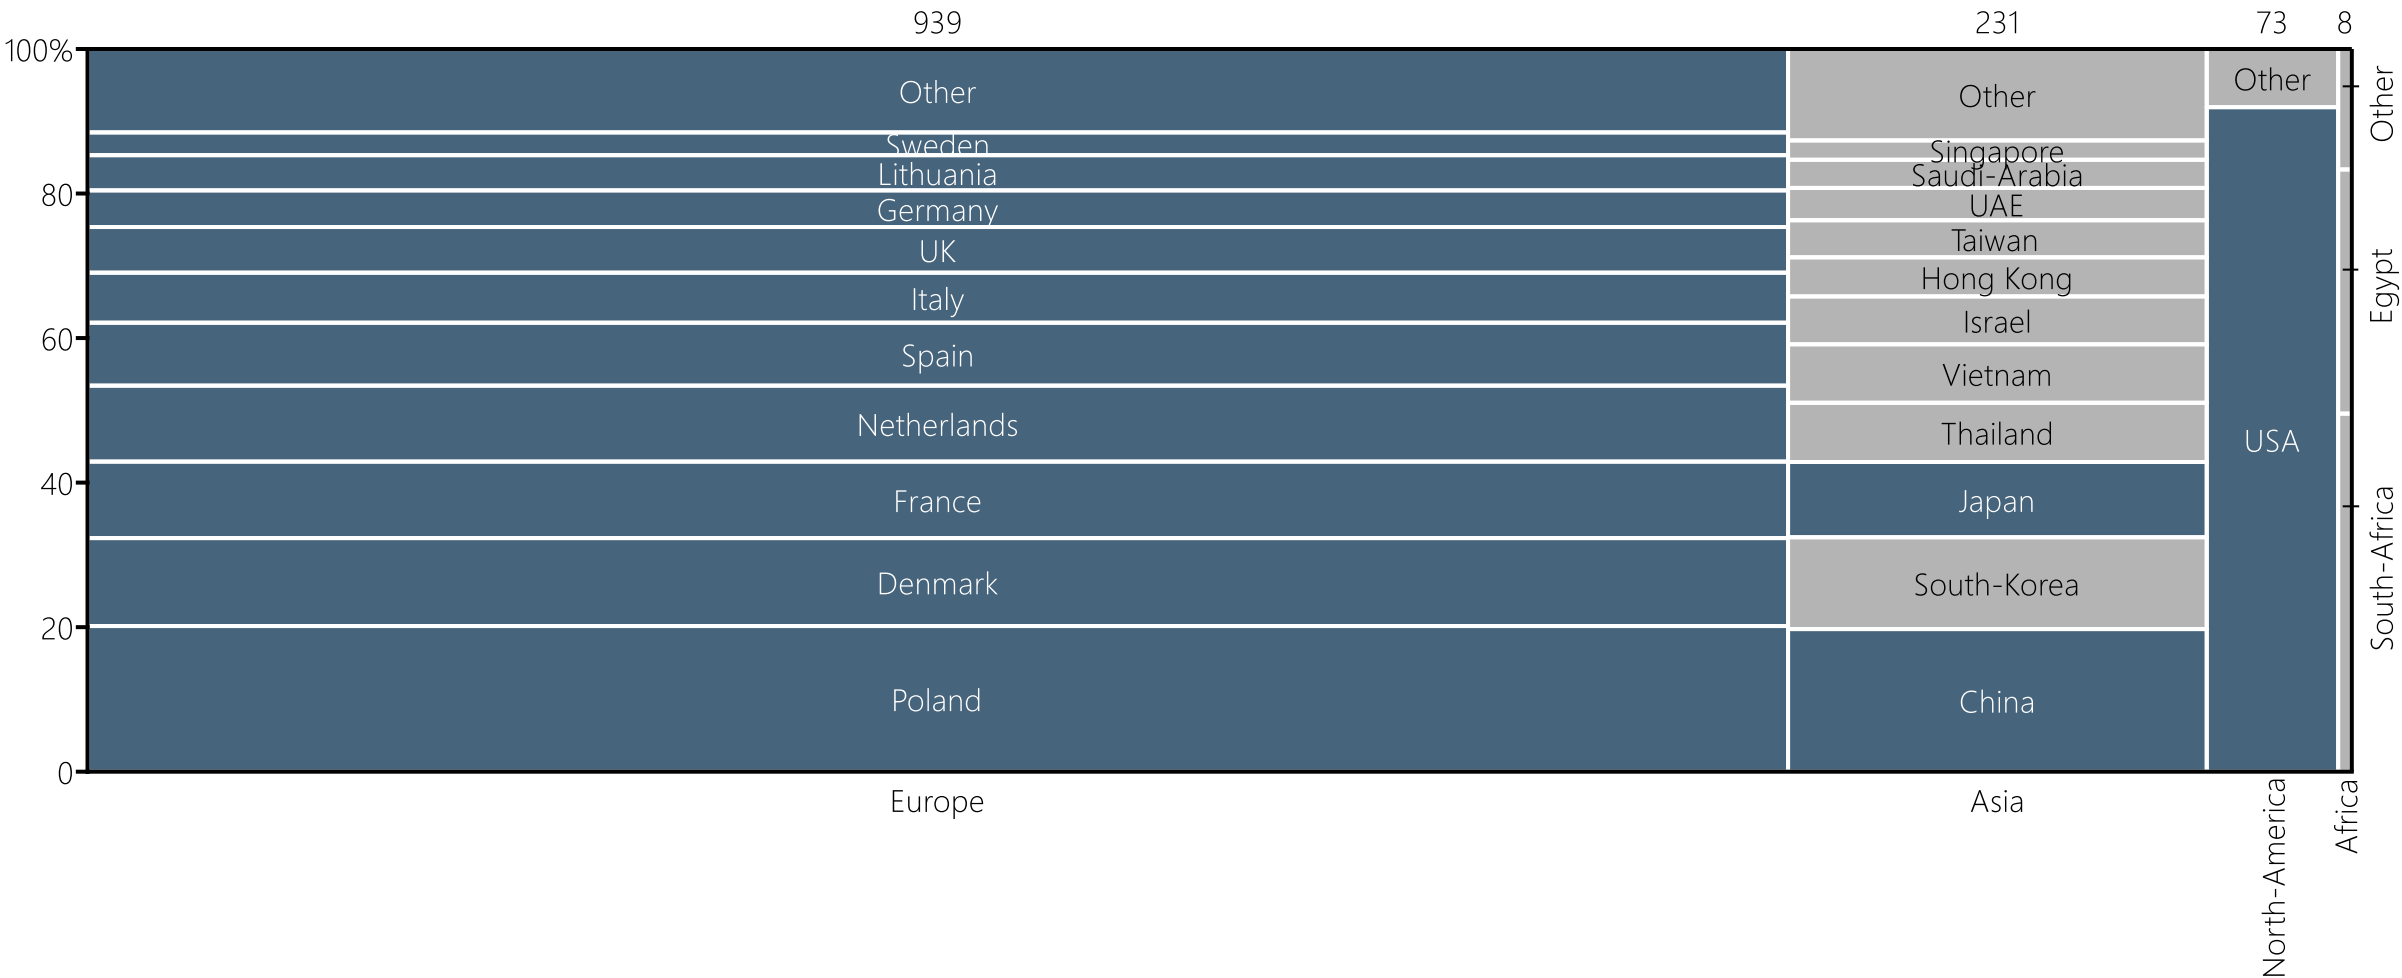 939
231
73
8
100%
80
60
40
20
0
Other
Sweden
Lithuania
Germany
UK
Italy
Spain
Netherlands
France
Denmark
Poland
Other
Singapore
Saudi-Arabia
UAE
Taiwan
Hong Kong
Israel
Vietnam
Thailand
Japan
South-Korea
China
Other
USA
Other
Egypt
South-Africa
Europe
Asia
North-America
Africa